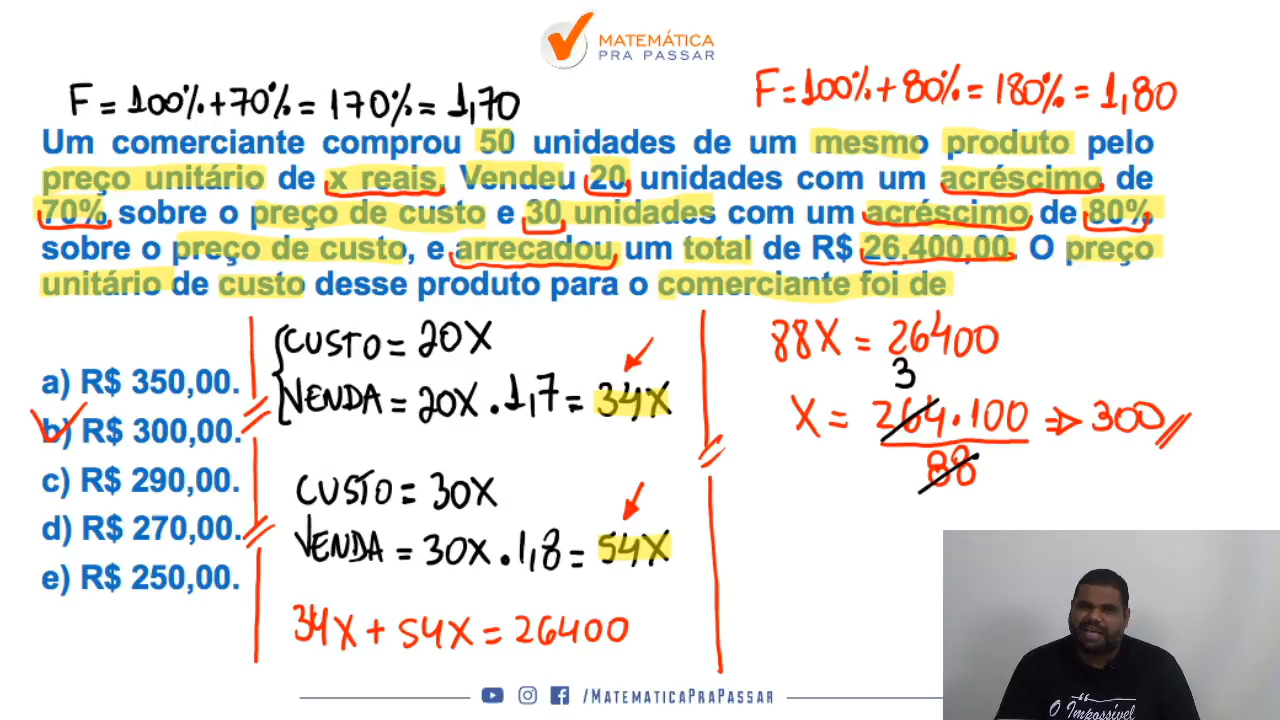 MATEMÁTICA
PRA PASSAR
F = 100% + 70% = 170% = 1,70
F = 100% + 80% = 180% = 1,80
Um comerciante comprou 50 unidades de um mesmo produto pelo
preço unitário de x reais. Vendeu 20 unidades com um acréscimo de
70% sobre o preço de custo e 30 unidades com um acréscimo de 80%
sobre o preço de custo, e arrecadou um total de R$ 26.400,00. O preço
unitário de custo desse produto para o comerciante foi de
a) R$ 350,00.
b) R$ 300,00.
c) R$ 290,00.
d) R$ 270,00.
e) R$ 250,00.
CUSTO = 20X
VENDA = 20X . 1,7 = 34X
CUSTO = 30X
VENDA = 30X . 1,8 = 54X
34X + 54X = 26400
88X = 26400
3
X = 264 . 100 => 300
88
/MATEMATICAPRAPASSAR
O Impossível